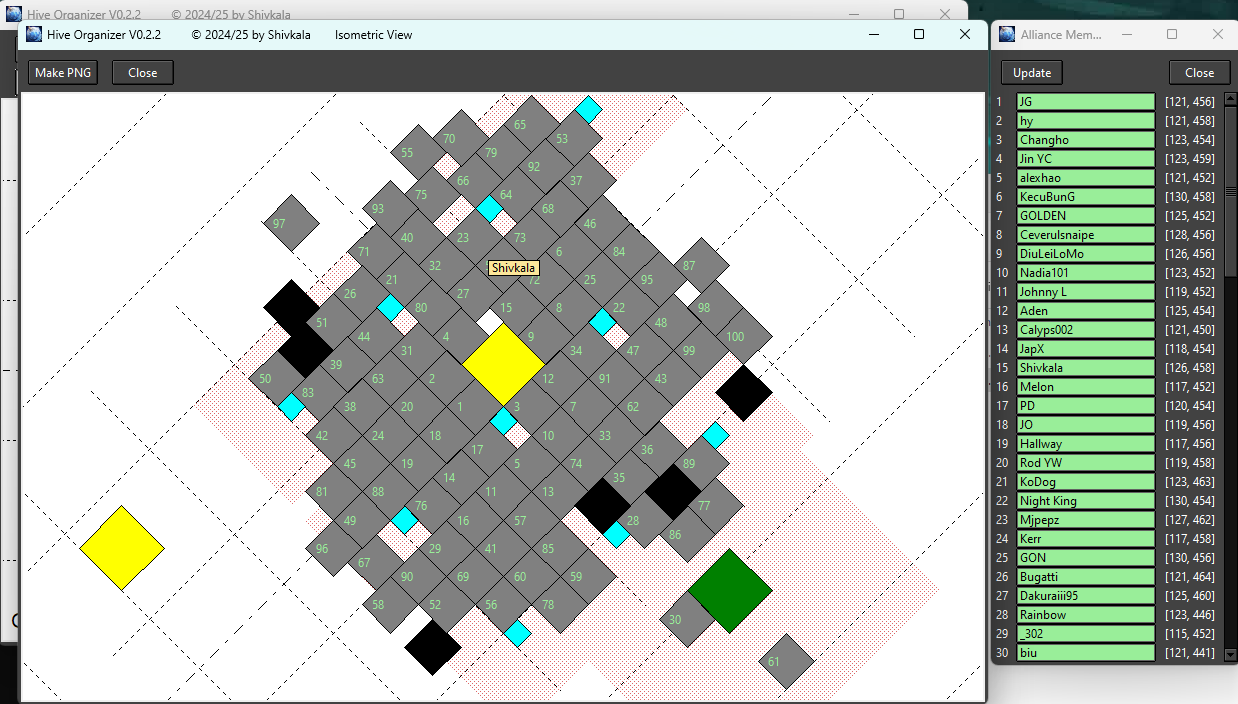 Hive Organizer V0.2.2 © 2024/25 by Shivkala
Hive Organizer V0.2.2 © 2024/25 by Shivkala Isometric View
Make PNG Close
65
70 53
55 79
92
66 37
75 64
93 68
46
97 40 23 73
71 6 84
32 87
Shivkala
21 72 25 95
26 27
80 15 8 22 98
51 48
44 4 9 100
31 34 47 99
39
50 63 2 12 91 43
83
38 20 1 3 7 62
42 24 18 10 33
17 36
45 19 5 74 89
14 35
81 88 11 13
76 77
49 16 57 28
86
96 29 41 85
67
90 69 60 59
58 52 56 78
30
61
Alliance Mem...
Update Close
1 JG [121, 456]
2 hy [121, 458]
3 Changho [123, 454]
4 Jin YC [123, 459]
5 alexhao [121, 452]
6 KecuBunG [130, 458]
7 GOLDEN [125, 452]
8 Ceverulsnaipe [128, 456]
9 DiuLeiLoMo [126, 456]
10 Nadia101 [123, 452]
11 Johnny L [119, 452]
12 Aden [125, 454]
13 Calyps002 [121, 450]
14 JapX [118, 454]
15 Shivkala [126, 458]
16 Melon [117, 452]
17 PD [120, 454]
18 JO [119, 456]
19 Hallway [117, 456]
20 Rod YW [119, 458]
21 KoDog [123, 463]
22 Night King [130, 454]
23 Mjpepz [127, 462]
24 Kerr [117, 458]
25 GON [130, 456]
26 Bugatti [121, 464]
27 Dakuraiii95 [125, 460]
28 Rainbow [123, 446]
29 _302 [115, 452]
30 biu [121, 441]